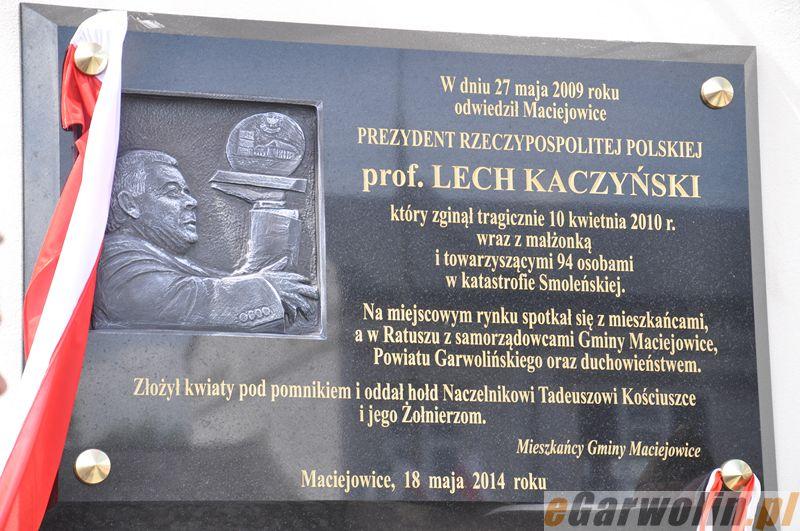 W dniu 27 maja 2009 roku
odwiedził Maciejowice
PREZYDENT RZECZYPOSPOLITEJ POLSKIEJ
prof. LECH KACZYŃSKI
który zginął tragicznie 10 kwietnia 2010 r.
wraz z małżonką
i towarzyszącymi 94 osobami
w katastrofie Smoleńskiej.
Na miejscowym rynku spotkał się z mieszkańcami,
a w Ratuszu z samorządowcami Gminy Maciejowice,
Powiatu Garwolińskiego oraz duchowieństwem.
Złożył kwiaty pod pomnikiem i oddał hołd Naczelnikowi Tadeuszowi Kościuszce
i jego Żołnierzom.
Mieszkańcy Gminy Maciejowice
Maciejowice, 18 maja 2014 roku
eGarwolin.pl